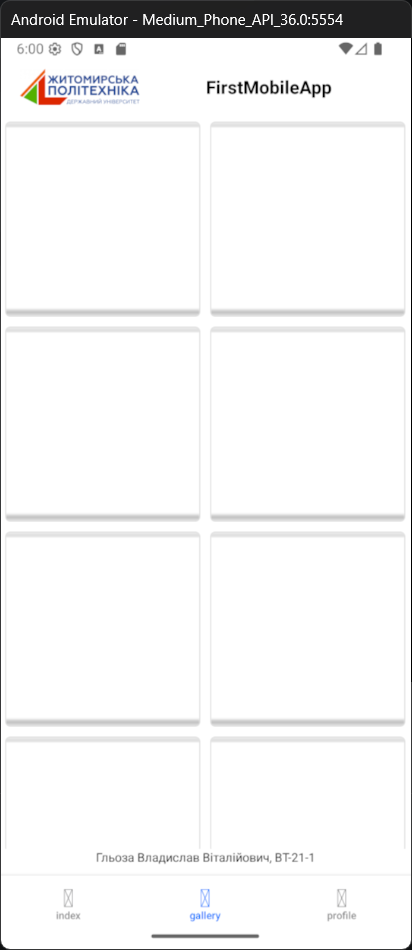 Android Emulator - Medium_Phone_API_36.0:5554
6:00
A
ЖИТОМИРСЬКА
ПОЛІТЕХНІКА
ДЕРЖАВНИЙ УНІВЕРСИТЕТ
FirstMobileApp
Гльоза Владислав Віталійович, ВТ-21-1
index
gallery
profile